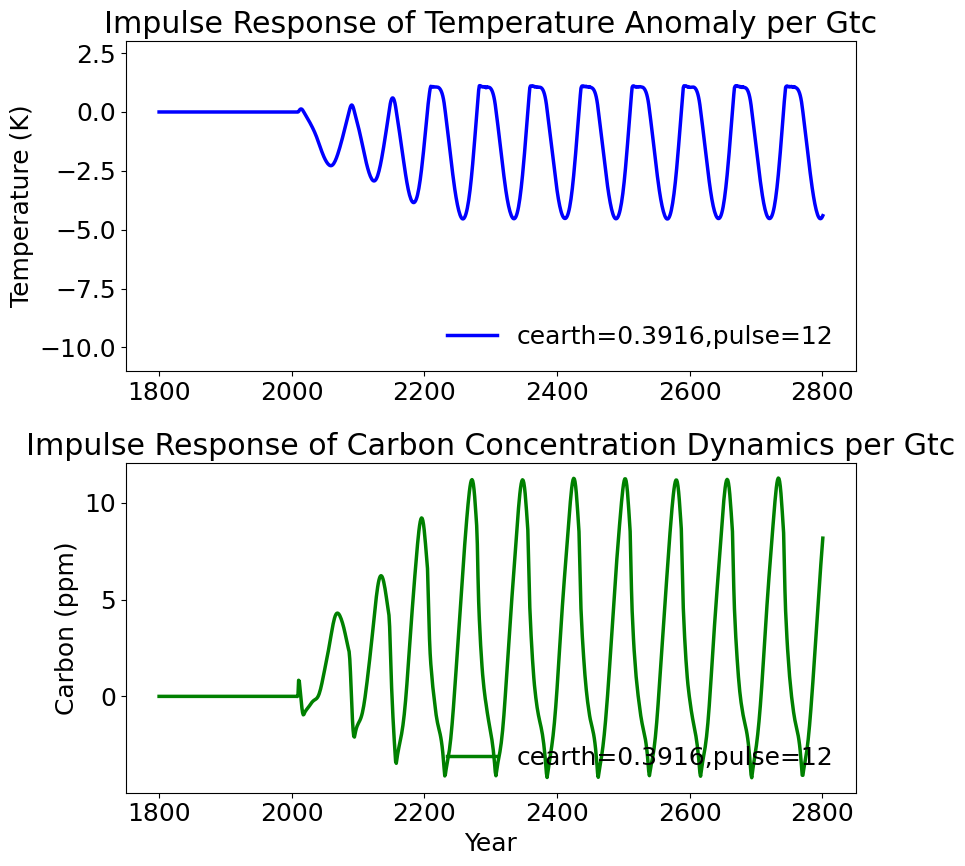 Impulse Response of Temperature Anomaly per Gtc
Temperature (K)
2.5
0.0
−2.5
−5.0
−7.5
−10.0
cearth=0.3916,pulse=12
1800 2000 2200 2400 2600 2800
Impulse Response of Carbon Concentration Dynamics per Gtc
Carbon (ppm)
10
5
0
cearth=0.3916,pulse=12
1800 2000 2200 2400 2600 2800
Year